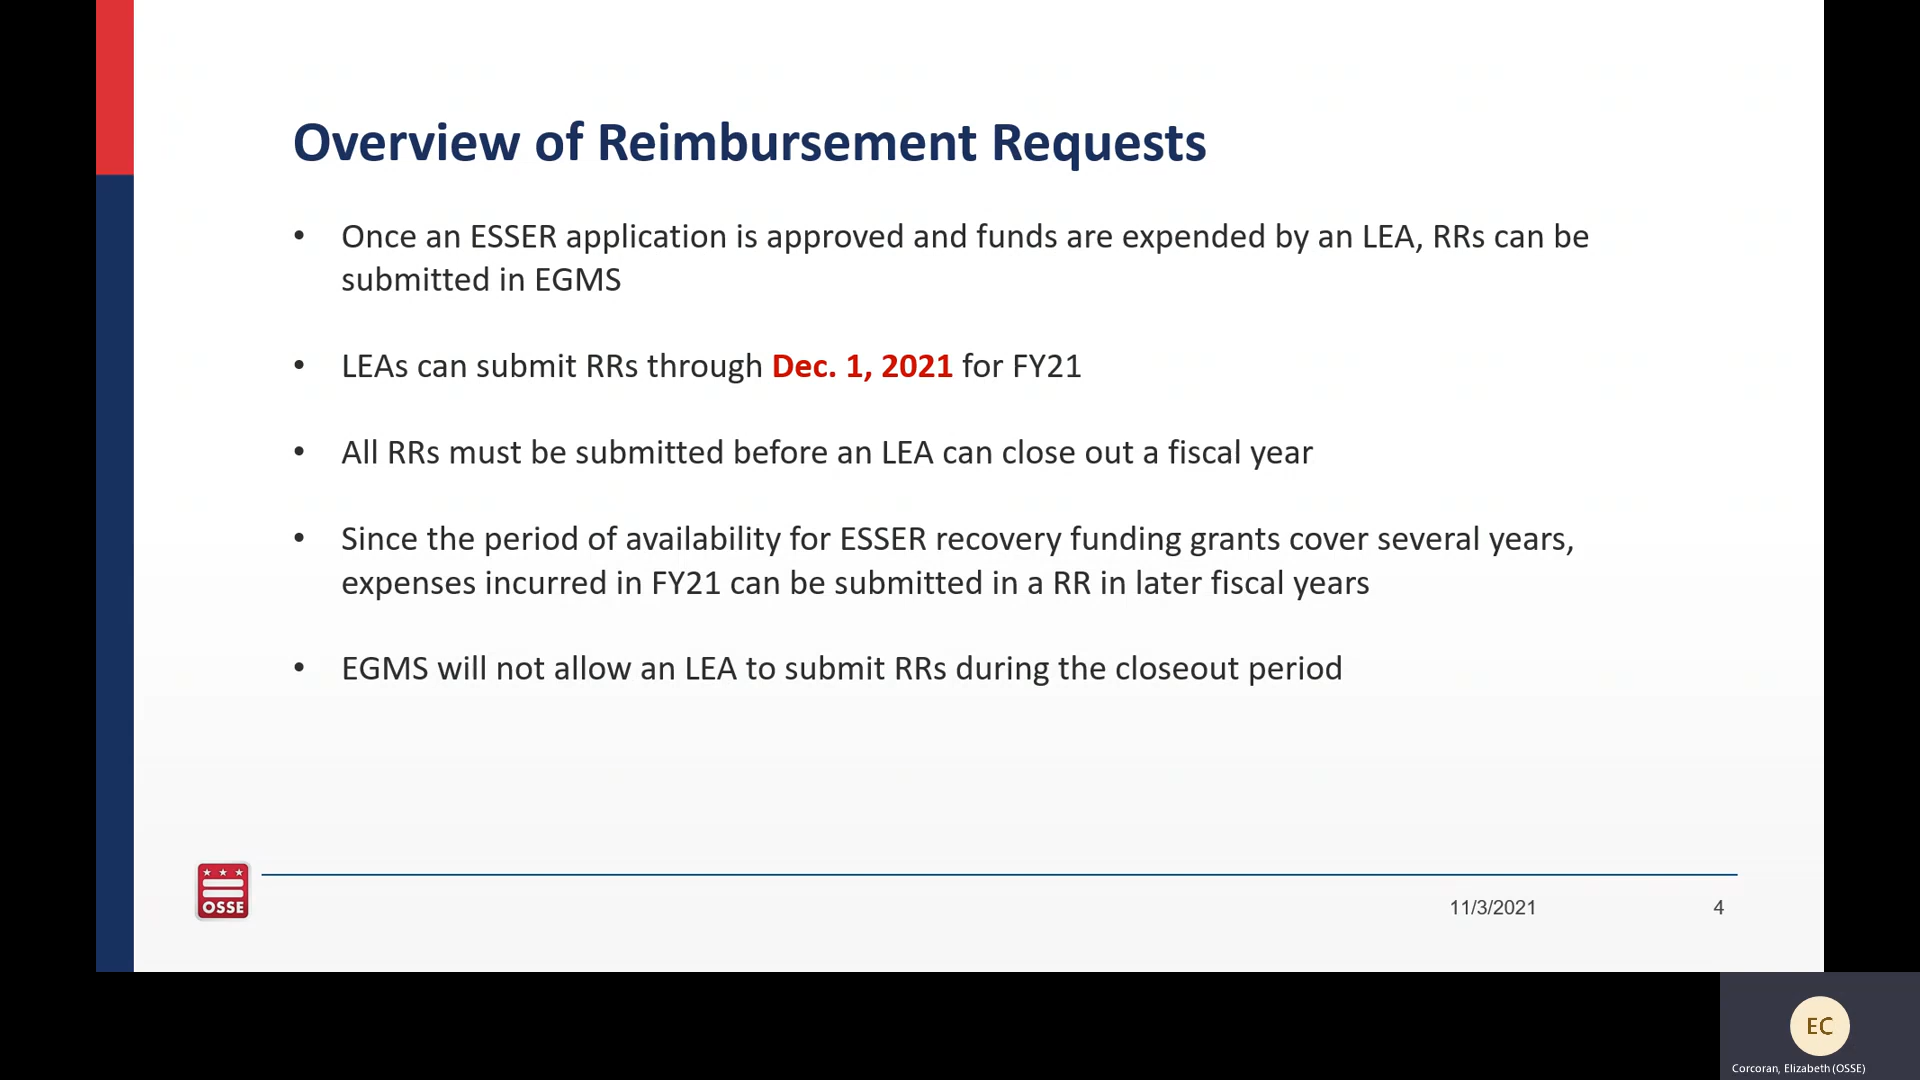 Overview of Reimbursement Requests
• Once an ESSER application is approved and funds are expended by an LEA, RRs can be
submitted in EGMS
• LEAs can submit RRs through Dec. 1, 2021 for FY21
• All RRs must be submitted before an LEA can close out a fiscal year
• Since the period of availability for ESSER recovery funding grants cover several years,
expenses incurred in FY21 can be submitted in a RR in later fiscal years
• EGMS will not allow an LEA to submit RRs during the closeout period
OSSE
11/3/2021
4
EC
Corcoran, Elizabeth (OSSE)